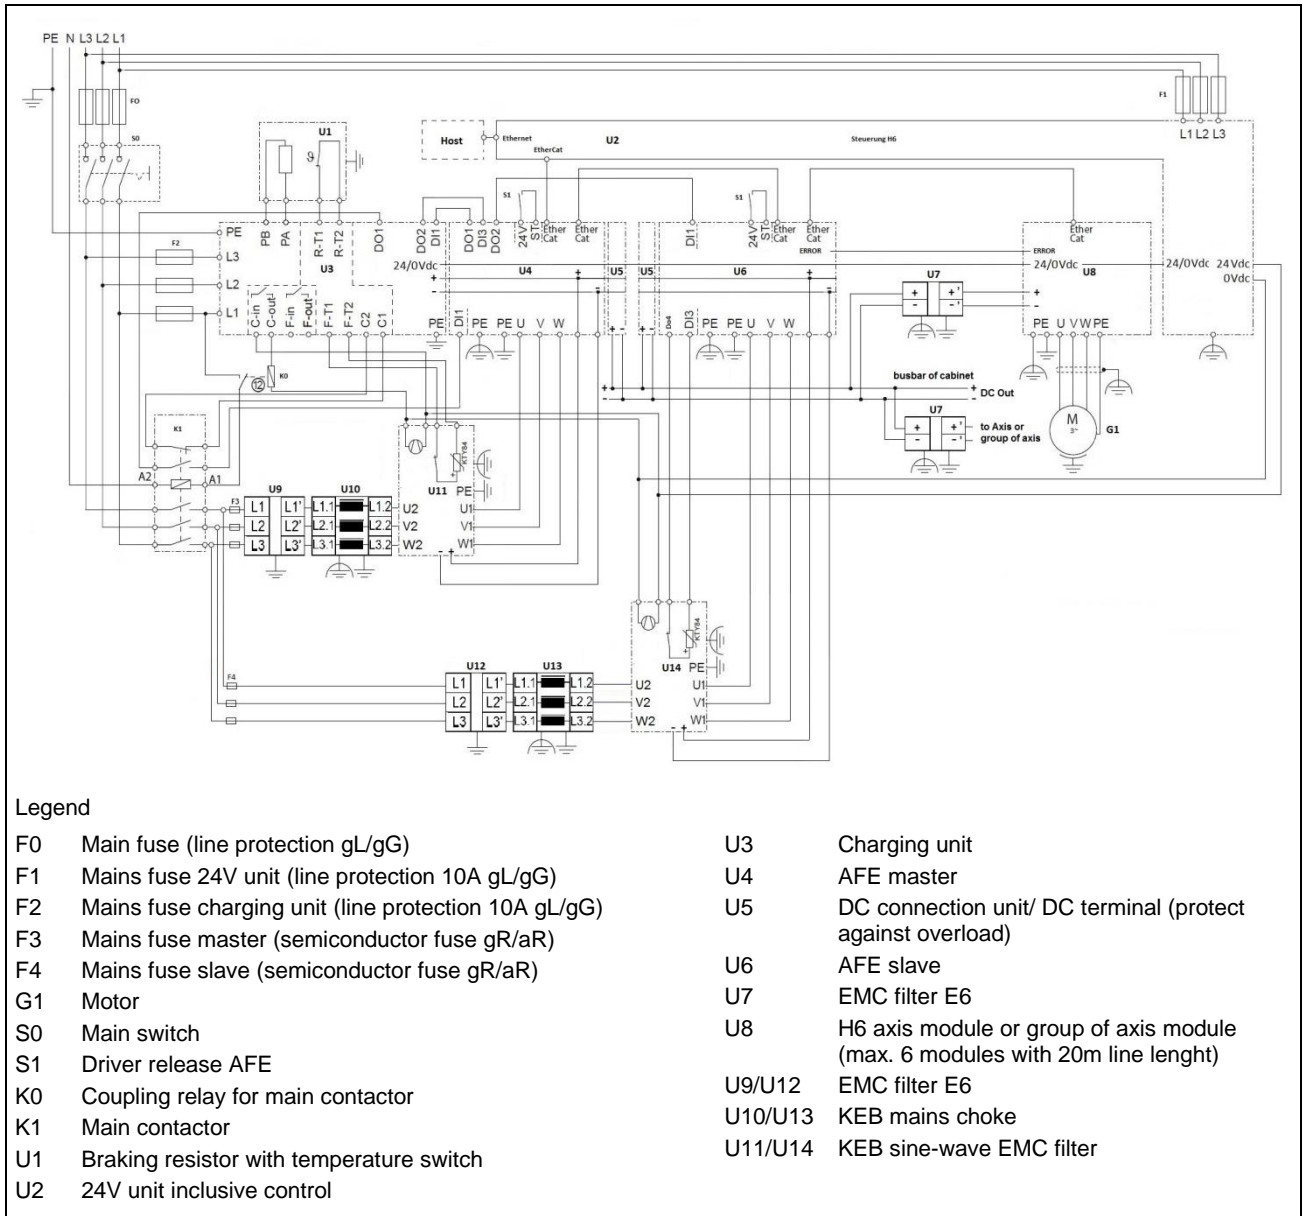 PE N L3 L2 L1
FO
S0
F1
L1 L2 L3
U1
ϑ
Host
Ethernet
U2
Steuerung H6
EtherCat
S1
S1
PE
PB
PA
R-T1
R-T2
DO1
DO2
DI1
DO1
DI3
DO2
24V
ST
Ether Cat
Ether Cat
DI1
24V
ST
Ether Cat
Ether Cat
Ether Cat
F2
L3
L2
L1
U3
24/0Vdc
+
-
U4
+
-
U5
U5
U6
ERROR
+
-
ERROR
24/0Vdc
U8
+
-
24/0Vdc
24Vdc
0Vdc
U7
+ +'
- -'
C-in
C-out
F-in
F-out
F-T1
F-T2
C2
C1
PE
DI1
PE PE U V W
+ -
Do4
DI3
PE PE U V W
PE U V W PE
12
K0
busbar of cabinet
+ +
- - DC Out
U7
+ +'
- -'
to Axis or
group of axis
M
3~
G1
K1
A2
A1
KTY84
+
U11
PE
U2
V2
W2
U1
V1
W1
- +
F3
U9
U10
L1 L1' L1.1 L1.2
L2 L2' L2.1 L2.2
L3 L3' L3.1 L3.2
KTY84
+
U14
PE
F4
U12
U13
L1 L1' L1.1 L1.2 U2 U1
L2 L2' L2.1 L2.2 V2 V1
L3 L3' L3.1 L3.2 W2 W1
- +
Legend
F0 Main fuse (line protection gL/gG)
F1 Mains fuse 24V unit (line protection 10A gL/gG)
F2 Mains fuse charging unit (line protection 10A gL/gG)
F3 Mains fuse master (semiconductor fuse gR/aR)
F4 Mains fuse slave (semiconductor fuse gR/aR)
G1 Motor
S0 Main switch
S1 Driver release AFE
K0 Coupling relay for main contactor
K1 Main contactor
U1 Braking resistor with temperature switch
U2 24V unit inclusive control
U3 Charging unit
U4 AFE master
U5 DC connection unit/ DC terminal (protect
against overload)
U6 AFE slave
U7 EMC filter E6
U8 H6 axis module or group of axis module
(max. 6 modules with 20m line lenght)
U9/U12 EMC filter E6
U10/U13 KEB mains choke
U11/U14 KEB sine-wave EMC filter